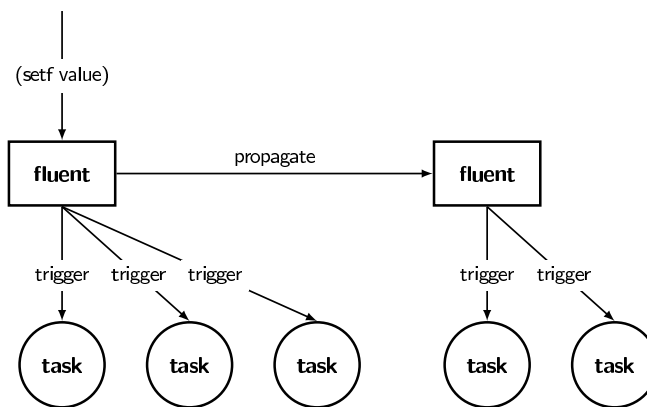 (setf value)
propagate
fluent
fluent
trigger
trigger
trigger
trigger
trigger
task
task
task
task
task